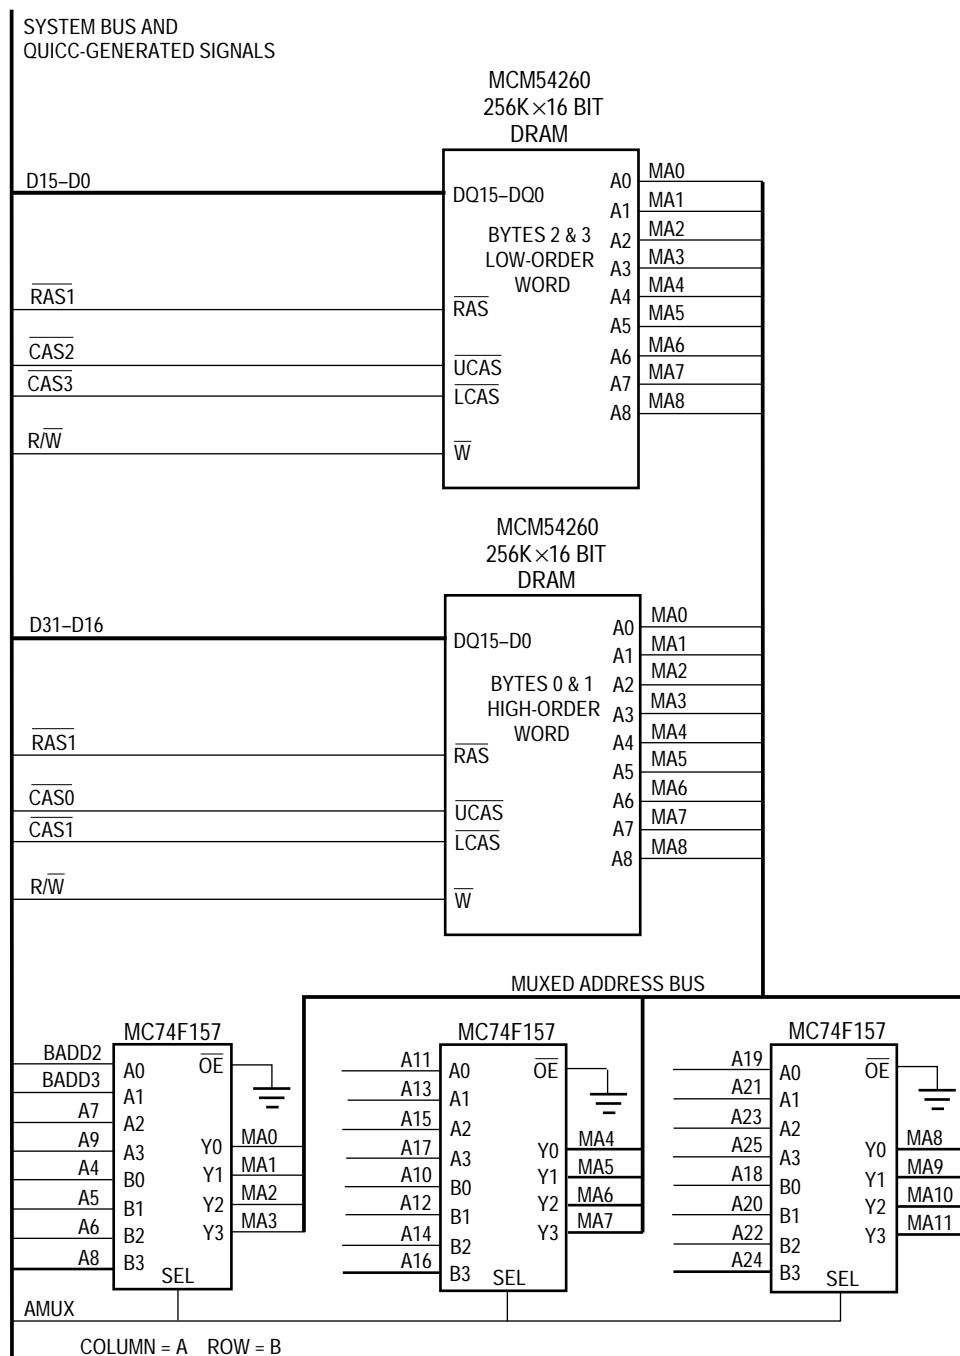 SYSTEM BUS AND
QUICC-GENERATED SIGNALS
MCM54260
256K ×16 BIT
DRAM
D15–D0
DQ15–DQ0
BYTES 2 & 3
LOW-ORDER
WORD
RAS1
RAS
CAS2
UCAS
CAS3
LCAS
R/W
W
A0 MA0
A1 MA1
A2 MA2
A3 MA3
A4 MA4
A5 MA5
A6 MA6
A7 MA7
A8 MA8
MCM54260
256K ×16 BIT
DRAM
D31–D16
DQ15–D0
BYTES 0 & 1
HIGH-ORDER
WORD
RAS1
RAS
CAS0
UCAS
CAS1
LCAS
R/W
W
A0 MA0
A1 MA1
A2 MA2
A3 MA3
A4 MA4
A5 MA5
A6 MA6
A7 MA7
A8 MA8
MUXED ADDRESS BUS
MC74F157
BADD2 A0
BADD3 A1
A7 A2
A9 A3
A4 B0
A5 B1
A6 B2
A8 B3
OE
Y0 MA0
Y1 MA1
Y2 MA2
Y3 MA3
SEL
MC74F157
A11 A0
A13 A1
A15 A2
A17 A3
A10 B0
A12 B1
A14 B2
A16 B3
OE
Y0 MA4
Y1 MA5
Y2 MA6
Y3 MA7
SEL
MC74F157
A19 A0
A21 A1
A23 A2
A25 A3
A18 B0
A20 B1
A22 B2
A24 B3
OE
Y0 MA8
Y1 MA9
Y2 MA10
Y3 MA11
SEL
AMUX
COLUMN = A ROW = B